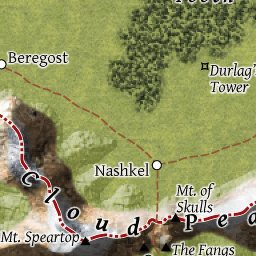 Beregost
Durlag's
Tower
Nashkel
Mt. of
Skulls
Cloud Pea
Mt. Speartop
The Fangs